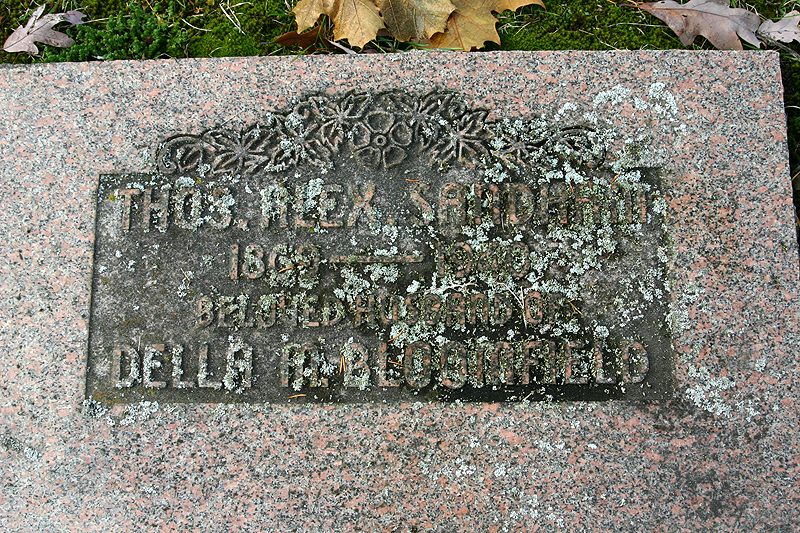 THOS. ALEX. SANDHAM
BELOVED HUSBAND OF
DELLA M. BLOOMFIELD